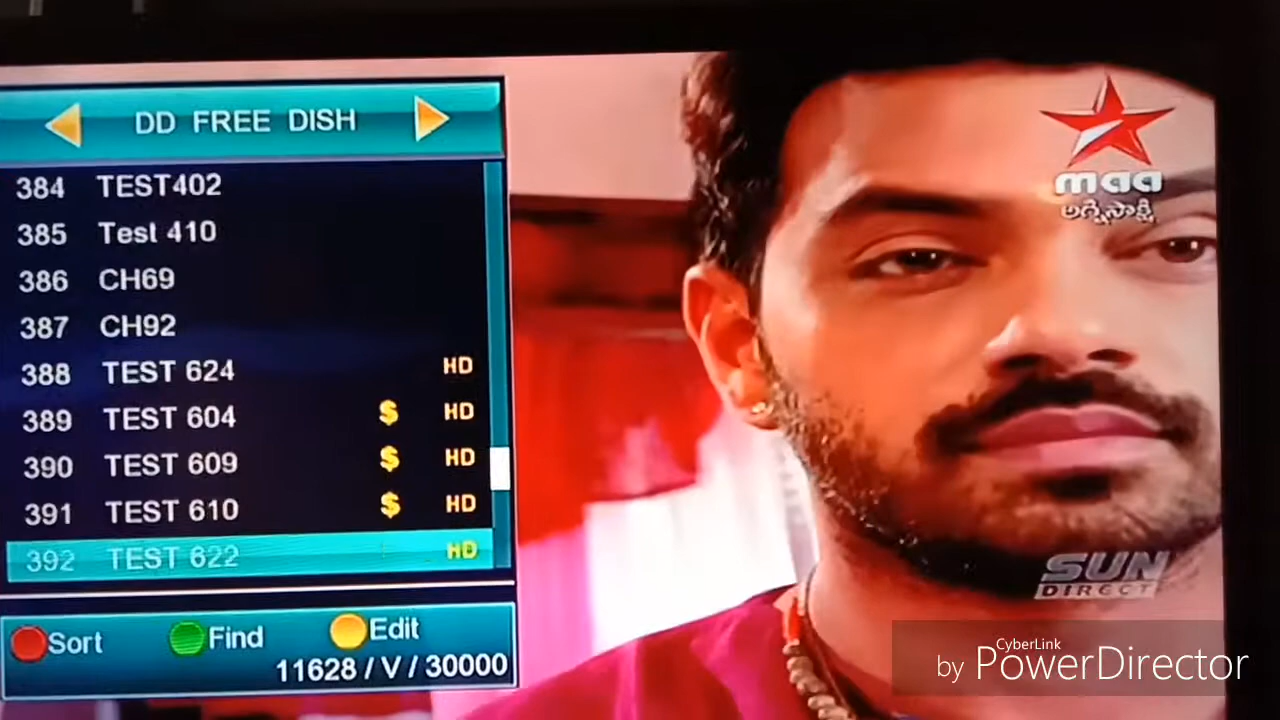 DD FREE DISH
384 TEST402
385 Test 410
386 CH69
387 CH92
388 TEST 624 HD
389 TEST 604 $ HD
390 TEST 609 $ HD
391 TEST 610 $ HD
392 TEST 622 HD
Sort Find Edit
11628 / V / 30000
maa
అగ్నిసాక్షి
SUN
DIRECT
CyberLink
by PowerDirector